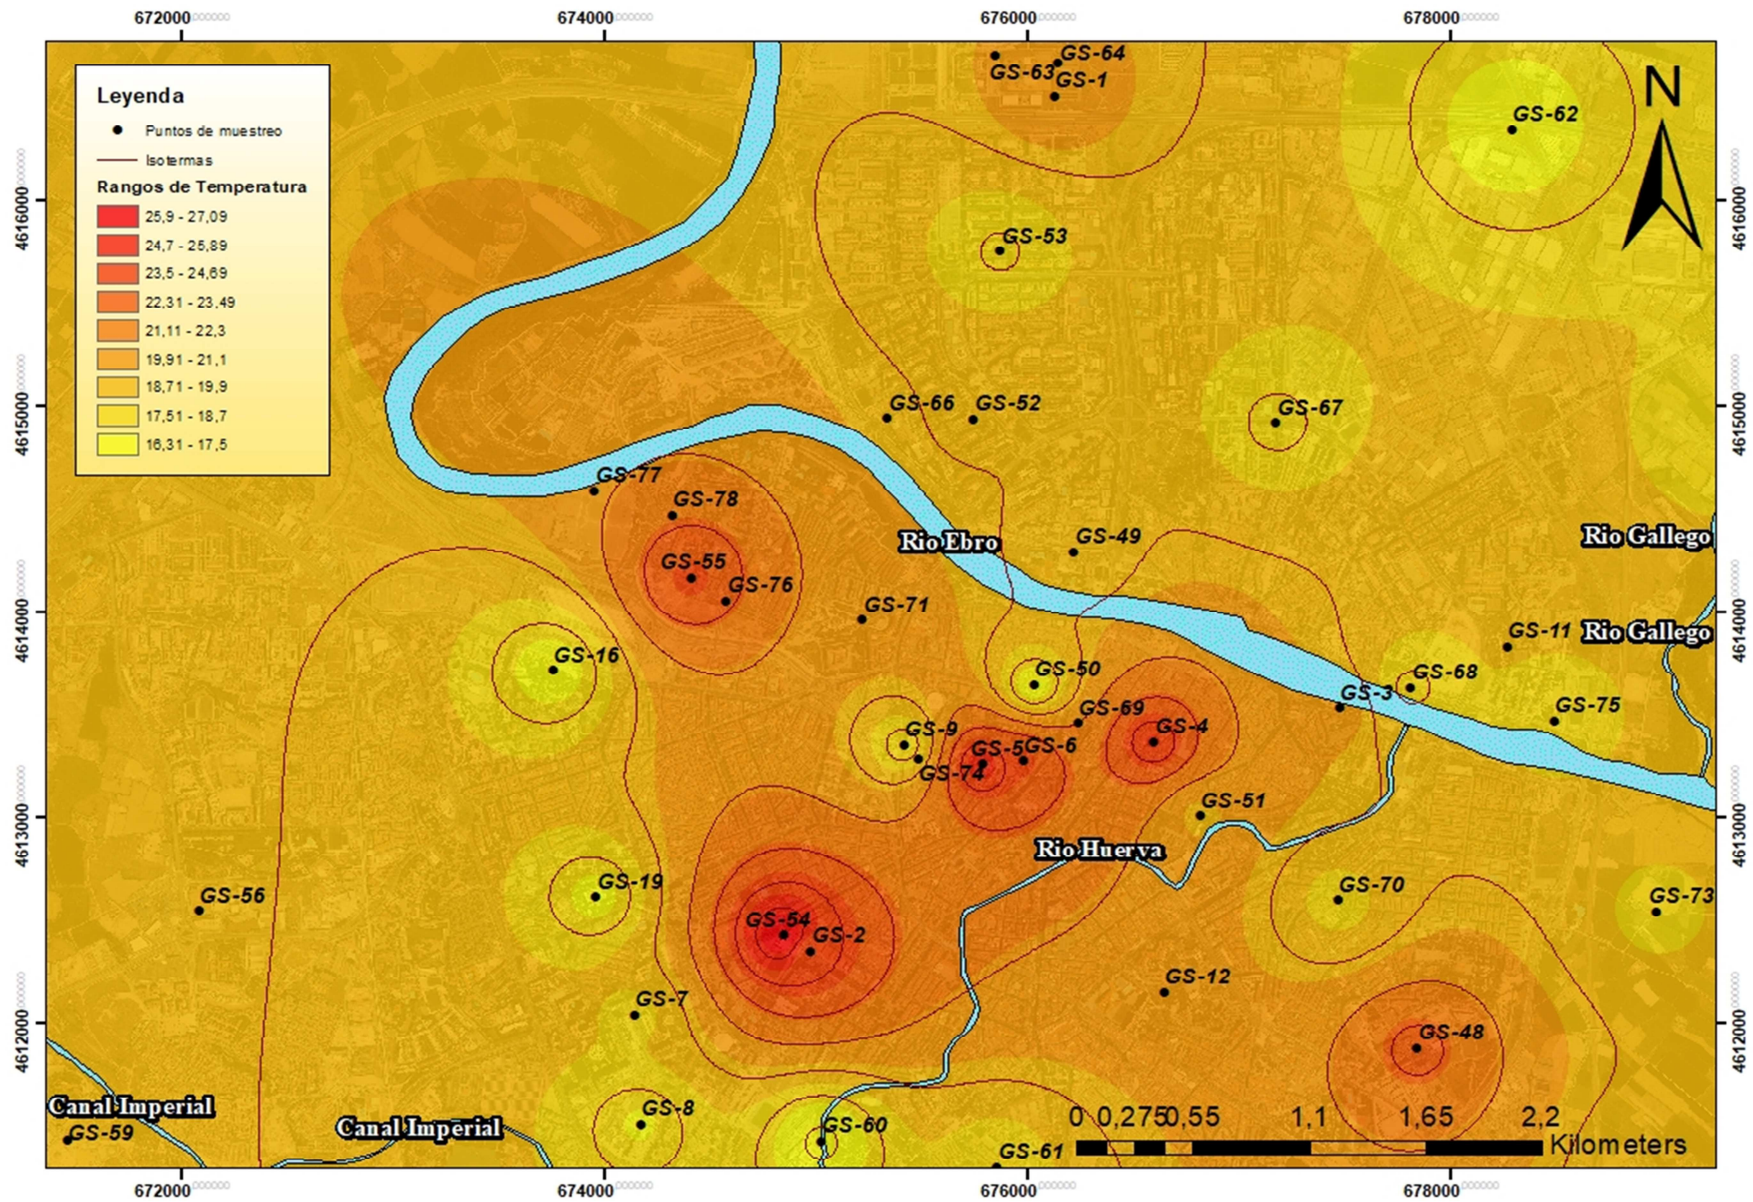 672000 674000 676000 678000
Leyenda
Puntos de muestreo
Isotermas
Rangos de Temperatura
25,9 - 27,09
24,7 - 25,89
23,5 - 24,69
22,31 - 23,49
21,11 - 22,3
19,91 - 21,1
18,71 - 19,9
17,51 - 18,7
16,31 - 17,5
N
GS-64
GS-63
GS-1
GS-62
4616000 4616000
GS-53
4615000 4615000
GS-66 GS-52 GS-67
GS-77
GS-78
Rio Ebro GS-49 Rio Gallego
GS-55
GS-76
GS-71
4614000 4614000
GS-11 Rio Gallego
GS-16
GS-50 GS-68
GS-3
GS-69 GS-75
GS-9 GS-4
GS-5 GS-6
GS-74
GS-51
4613000 4613000
Rio Huerva
GS-19 GS-70
GS-56 GS-73
GS-54
GS-2
GS-12
GS-7
4612000 4612000
GS-48
Canal Imperial GS-8
GS-59 Canal Imperial GS-60
GS-61
0 0,275 0,55 1,1 1,65 2,2
Kilometers
672000 674000 676000 678000